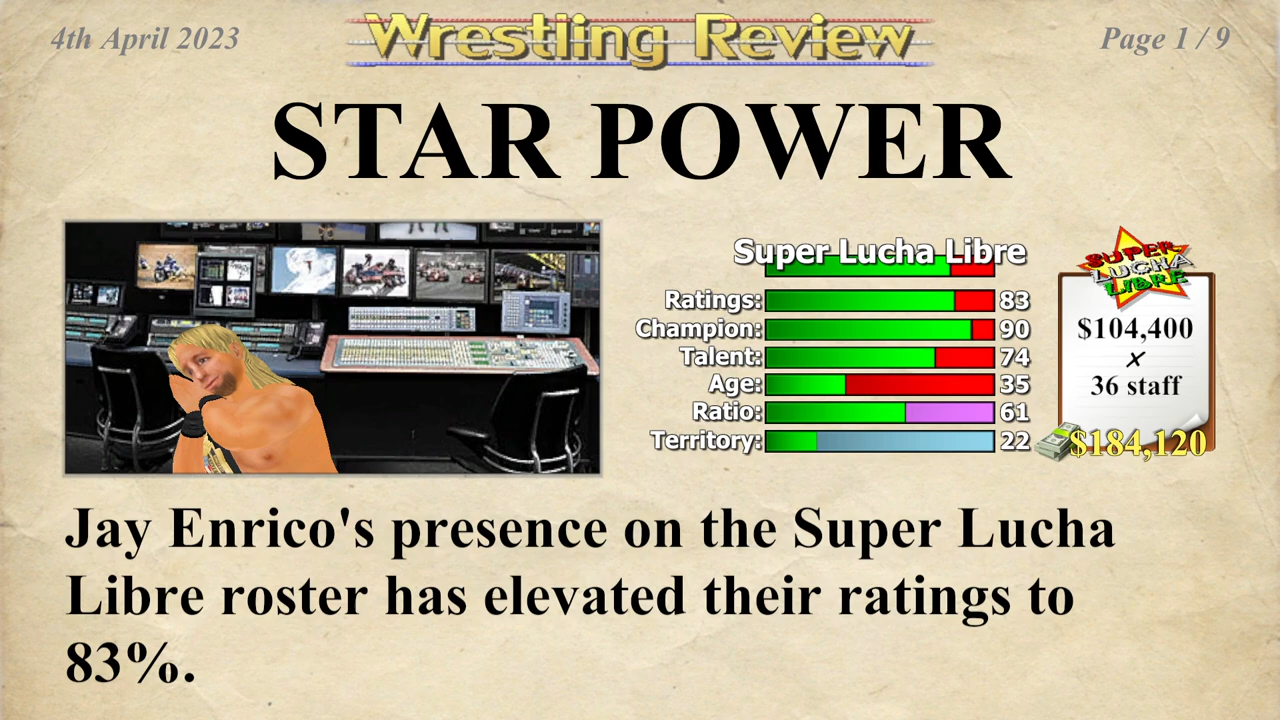 4th April 2023
Wrestling Review
Page 1 / 9
STAR POWER
Super Lucha Libre
Ratings: 83
Champion: 90
Talent: 74
Age: 35
Ratio: 61
Territory: 22
SUPER
LUCHA
LIBRE
$104,400
×
36 staff
$184,120
Jay Enrico's presence on the Super Lucha
Libre roster has elevated their ratings to
83%.